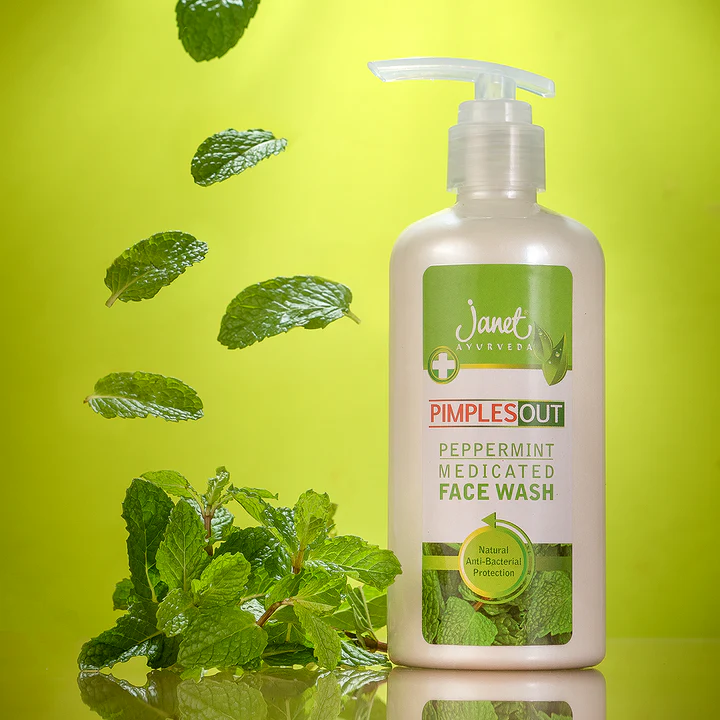 janet
AYURVEDA
PIMPLESOUT
PEPPERMINT
MEDICATED
FACE WASH
Natural
Anti-Bacterial
Protection